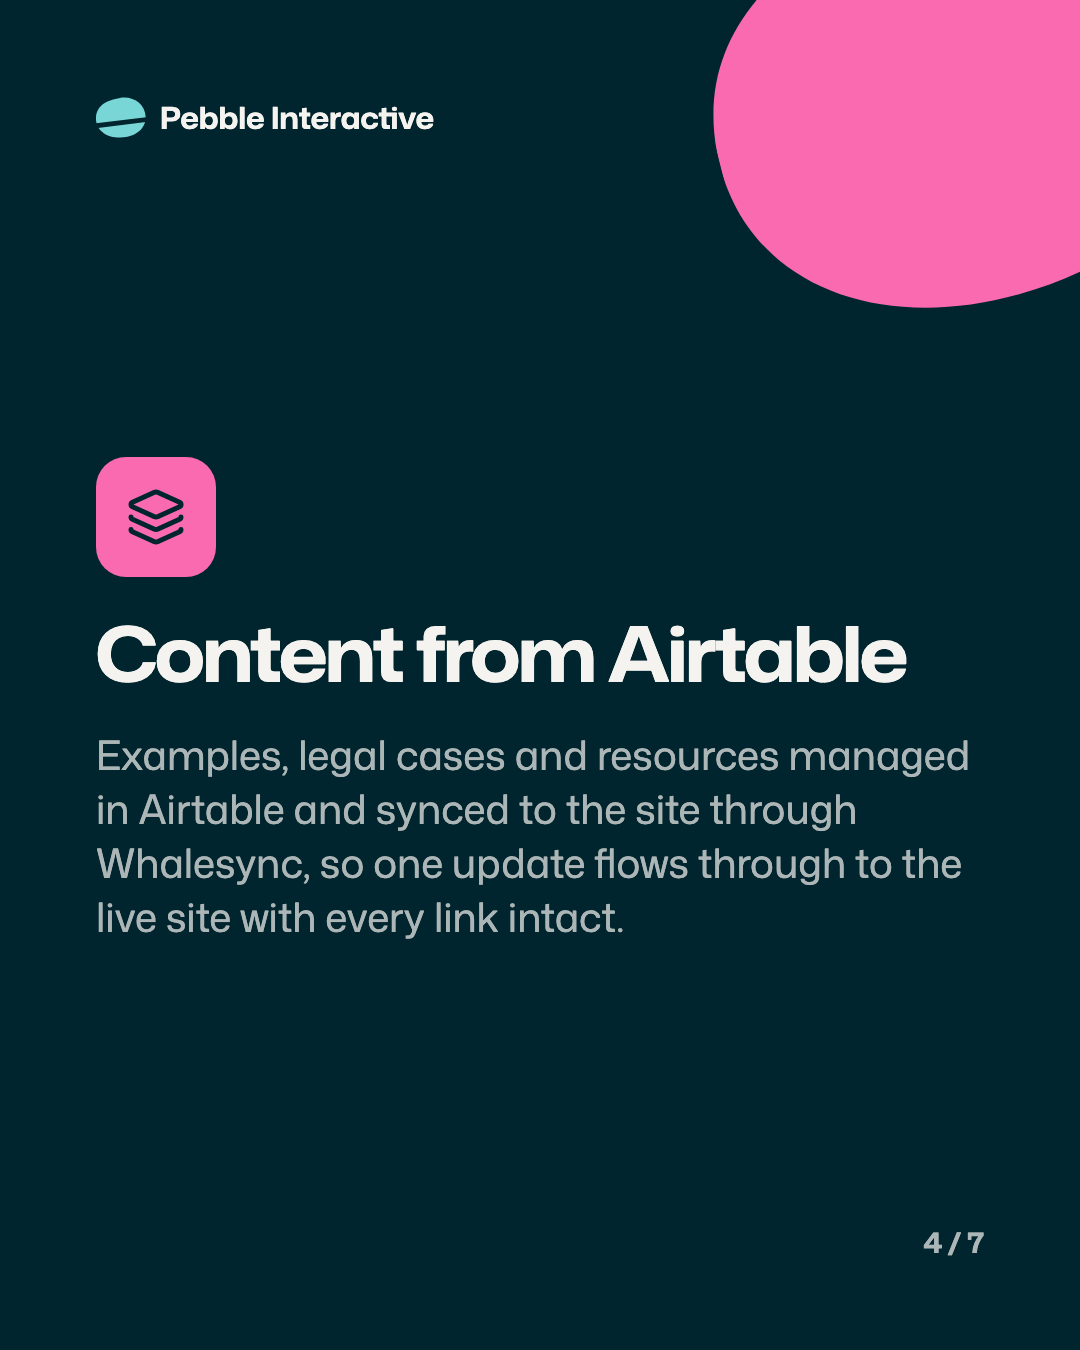 Pebble Interactive
Content from Airtable
Examples, legal cases and resources managed
in Airtable and synced to the site through
Whalesync, so one update flows through to the
live site with every link intact.
4 / 7